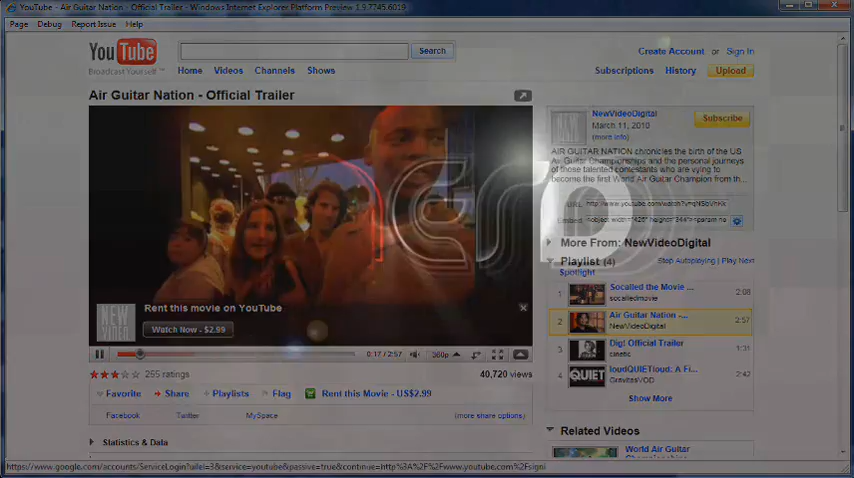 YouTube - Air Guitar Nation - Official Trailer - Windows Internet Explorer Platform Preview 1.9.7745.6019
Page Debug Report Issue Help
YouTube
Broadcast Yourself
Search
Create Account or Sign In
Home Videos Channels Shows
Subscriptions History Upload
Air Guitar Nation - Official Trailer
NewVideoDigital
March 11, 2010
(more info)
Subscribe
AIR GUITAR NATION chronicles the birth of the US
Air Guitar Championships and the personal journeys
of those talented contestants who are vying to
become the first World Air Guitar Champion from th...
URL
Embed
More From: NewVideoDigital
Playlist (4) Stop Autoplaying | Play Next
Spotlight
1 Socalled the Movie ... 2:08
socalledmovie
2 Air Guitar Nation -... 2:57
NewVideoDigital
3 Dig! Official Trailer 1:31
cinetic
4 loudQUIETloud: A Fi... 2:42
GravitasVOD
QUIET
Show More
Related Videos
World Air Guitar
Championships
NEW VIDEO
Rent this movie on YouTube
Watch Now - $2.99
0:17 / 2:57 360p
265 ratings 40,720 views
Favorite Share Playlists Flag Rent this Movie - US$2.99
Facebook Twitter MySpace (more share options)
Statistics & Data